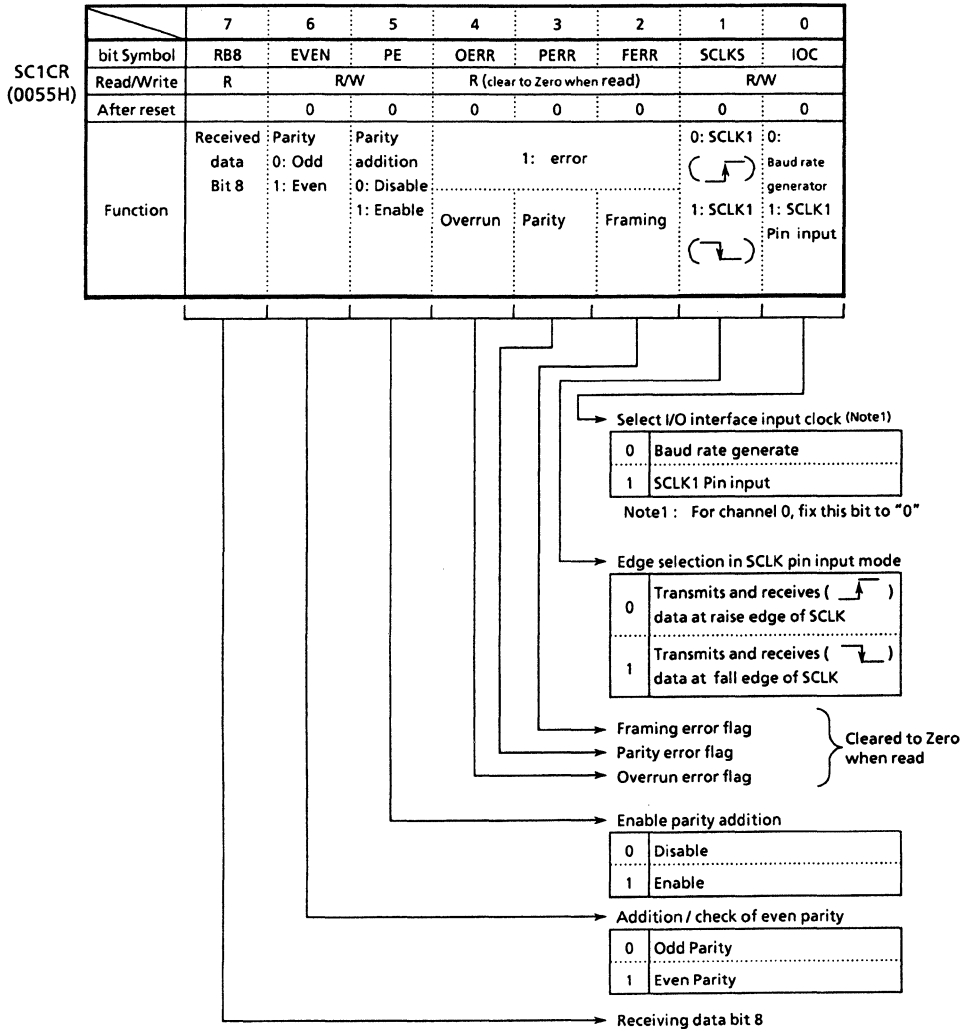 7 6 5 4 3 2 1 0
bit Symbol RB8 EVEN PE OERR PERR FERR SCLKS IOC
SC1CR
(0055H)
Read/Write R R/W R (clear to Zero when read) R/W
After reset 0 0 0 0 0 0 0
Function
Received
data
Bit 8
Parity
0: Odd
1: Even
Parity
addition
0: Disable
1: Enable
1: error
Overrun
Parity
Framing
0: SCLK1
( )
1: SCLK1
( )
0:
Baud rate
generator
1: SCLK1
Pin input
Select I/O interface input clock (Note1)
0 Baud rate generate
1 SCLK1 Pin input
Note1 : For channel 0, fix this bit to "0"
Edge selection in SCLK pin input mode
0 Transmits and receives ( )
data at raise edge of SCLK
1 Transmits and receives ( )
data at fall edge of SCLK
Framing error flag
Parity error flag
Overrun error flag
Cleared to Zero
when read
Enable parity addition
0 Disable
1 Enable
Addition / check of even parity
0 Odd Parity
1 Even Parity
Receiving data bit 8